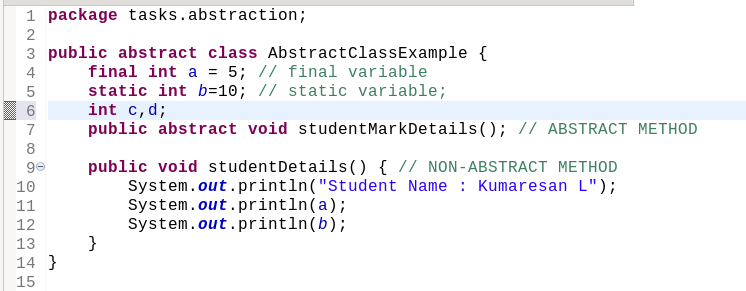 1 package tasks.abstraction;
2
3 public abstract class AbstractClassExample {
4     final int a = 5; // final variable
5     static int b=10; // static variable;
6     int c,d;
7     public abstract void studentMarkDetails(); // ABSTRACT METHOD
8
9     public void studentDetails() { // NON-ABSTRACT METHOD
10         System.out.println("Student Name : Kumaresan L");
11         System.out.println(a);
12         System.out.println(b);
13     }
14 }
15